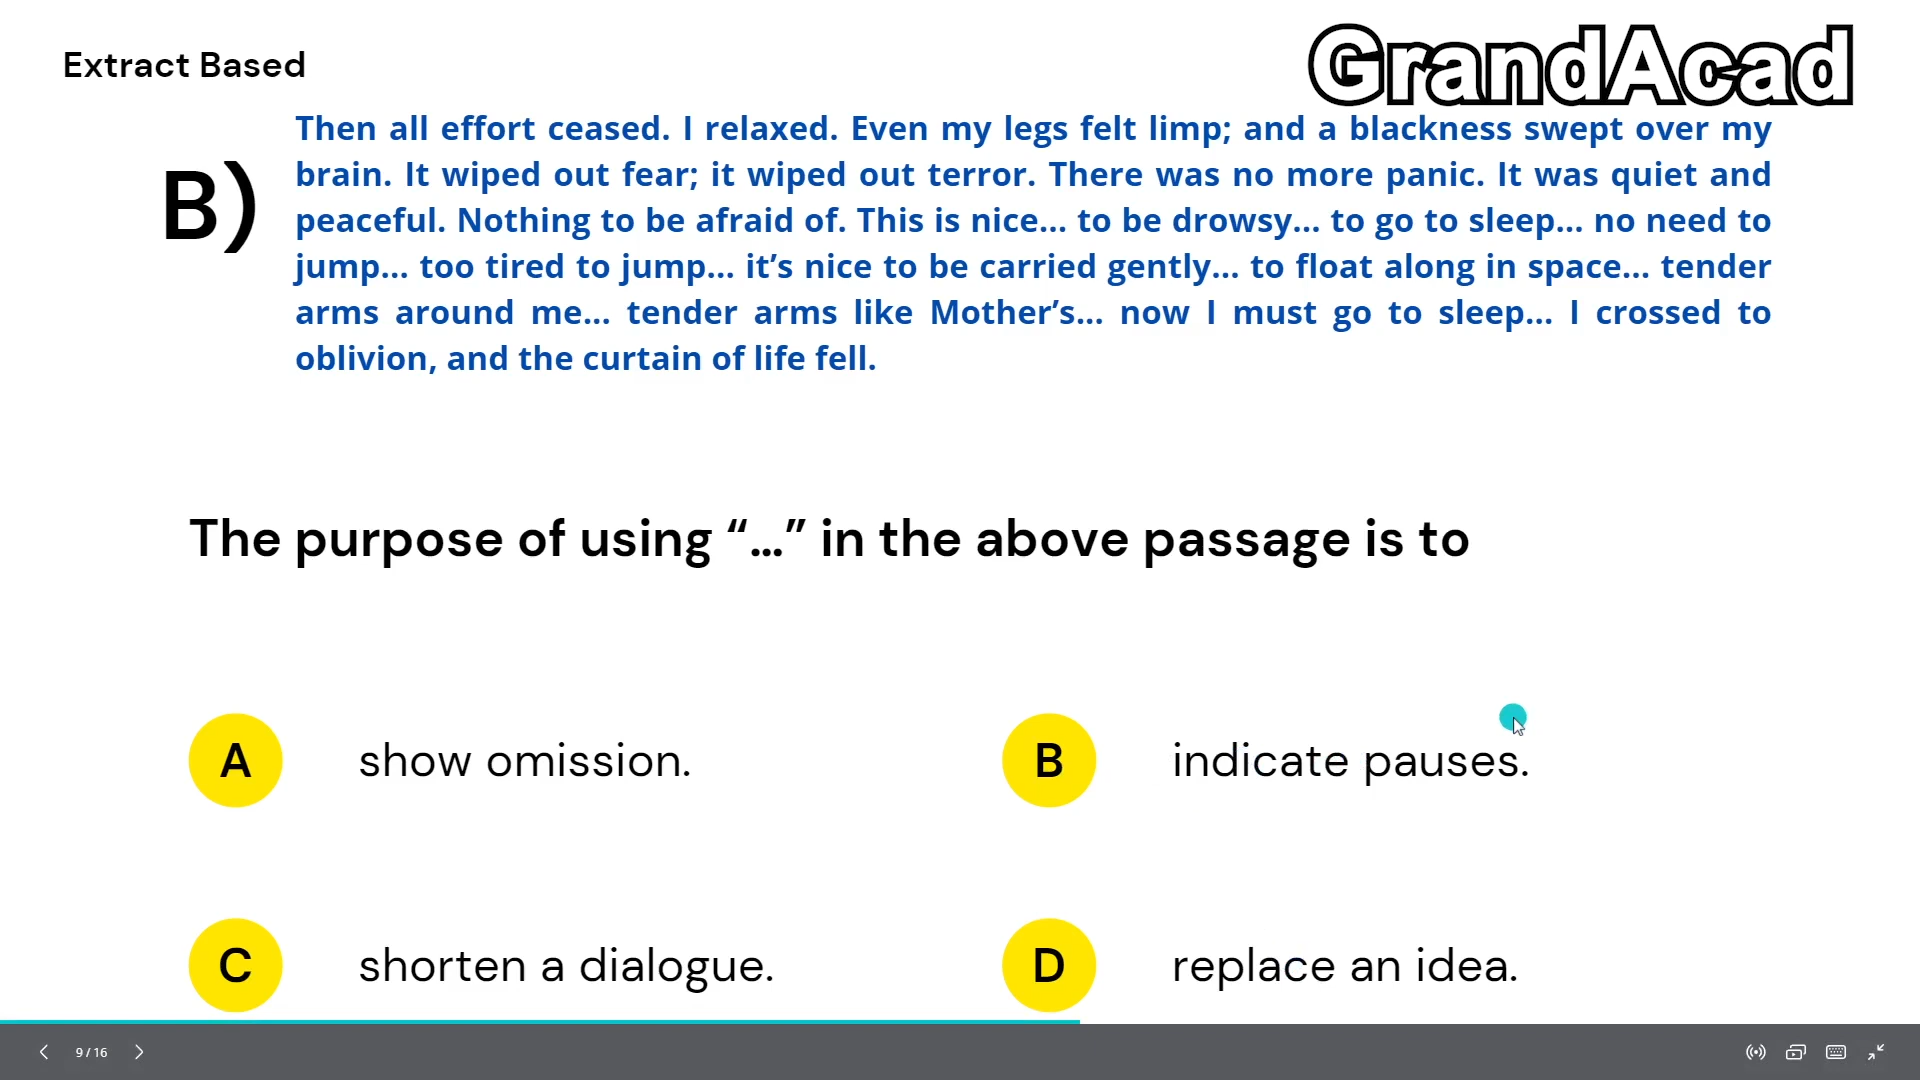 Extract Based
GrandAcad
B)
Then all effort ceased. I relaxed. Even my legs felt limp; and a blackness swept over my
brain. It wiped out fear; it wiped out terror. There was no more panic. It was quiet and
peaceful. Nothing to be afraid of. This is nice... to be drowsy... to go to sleep... no need to
jump... too tired to jump... it’s nice to be carried gently... to float along in space... tender
arms around me... tender arms like Mother’s... now I must go to sleep... I crossed to
oblivion, and the curtain of life fell.
The purpose of using “...” in the above passage is to
A show omission.
B indicate pauses.
C shorten a dialogue.
D replace an idea.
9 / 16